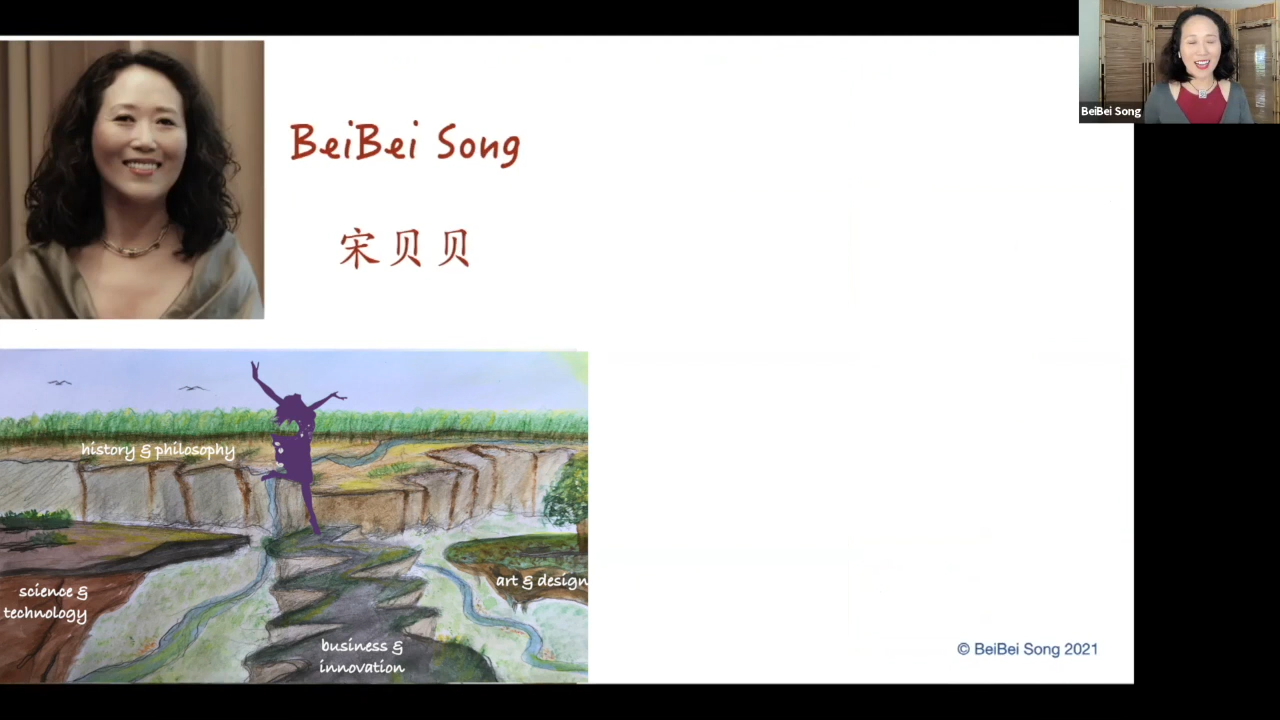 BeiBei Song
宋贝贝
BeiBei Song
history & philosophy
science &
technology
art & design
business &
innovation
© BeiBei Song 2021